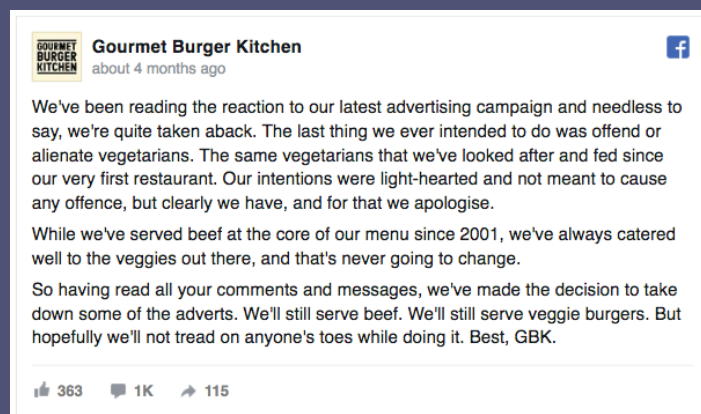 GOURMET
BURGER
KITCHEN
Gourmet Burger Kitchen
about 4 months ago
f
We've been reading the reaction to our latest advertising campaign and needless to
say, we're quite taken aback. The last thing we ever intended to do was offend or
alienate vegetarians. The same vegetarians that we've looked after and fed since
our very first restaurant. Our intentions were light-hearted and not meant to cause
any offence, but clearly we have, and for that we apologise.
While we've served beef at the core of our menu since 2001, we've always catered
well to the veggies out there, and that's never going to change.
So having read all your comments and messages, we've made the decision to take
down some of the adverts. We'll still serve beef. We'll still serve veggie burgers. But
hopefully we'll not tread on anyone's toes while doing it. Best, GBK.
363 1K 115